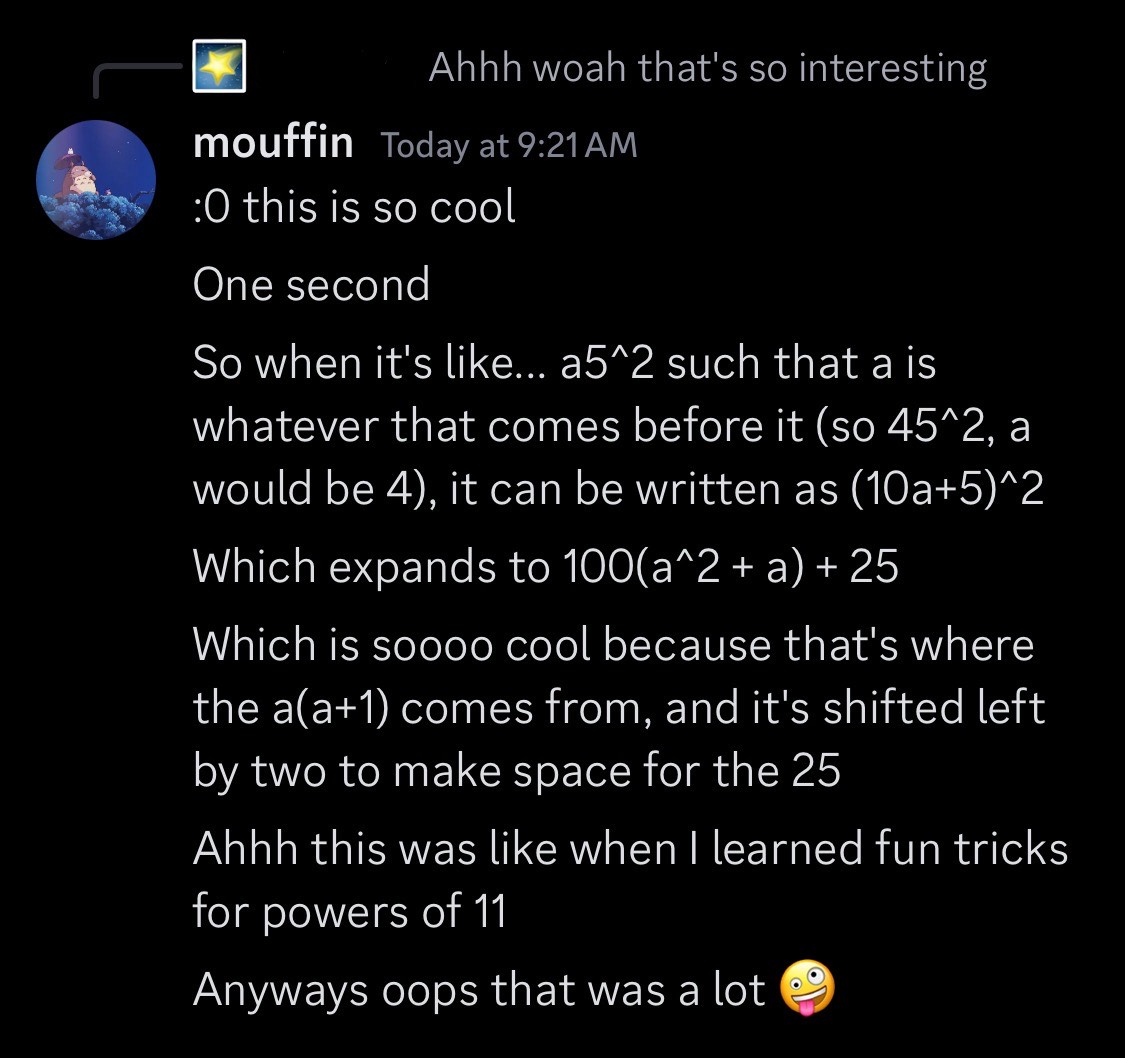 Ahhh woah that's so interesting
mouffin Today at 9:21 AM
:0 this is so cool
One second
So when it's like... a5^2 such that a is
whatever that comes before it (so 45^2, a
would be 4), it can be written as (10a+5)^2
Which expands to 100(a^2 + a) + 25
Which is soooo cool because that's where
the a(a+1) comes from, and it's shifted left
by two to make space for the 25
Ahhh this was like when I learned fun tricks
for powers of 11
Anyways oops that was a lot 🤪